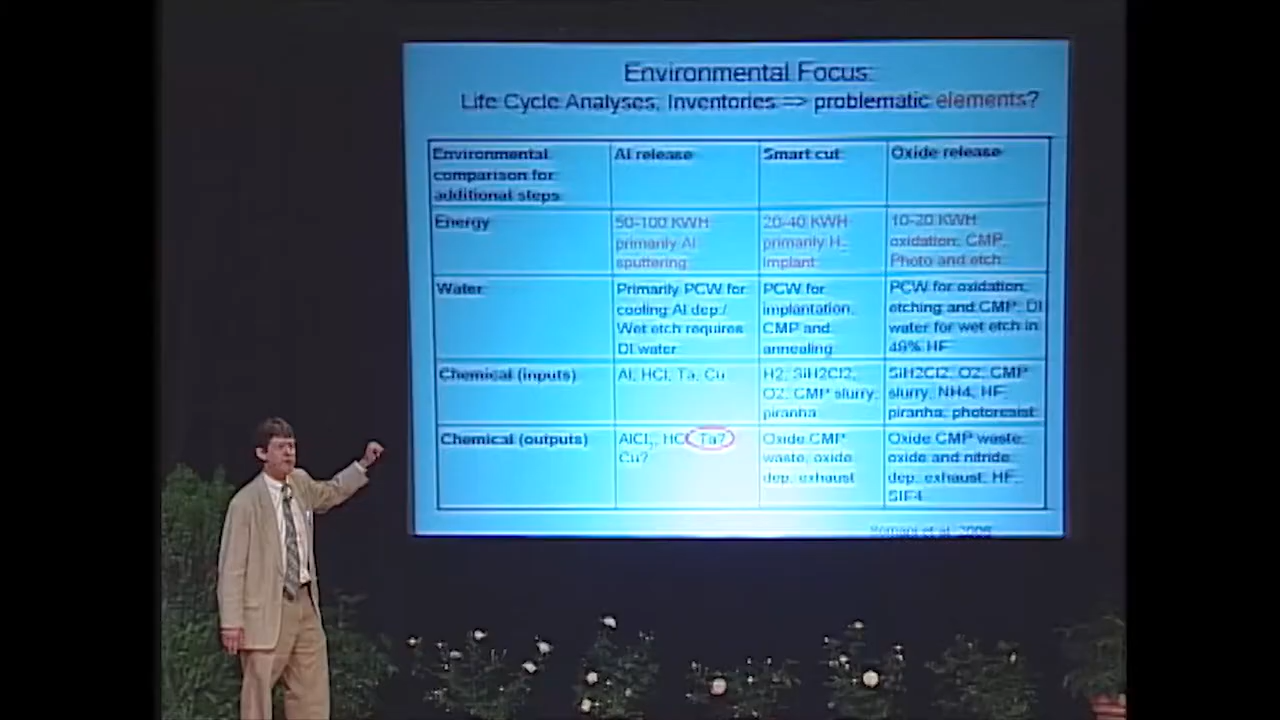 Environmental Focus:
Life Cycle Analyses, Inventories => problematic elements?
Environmental
comparison for
additional steps
Al release
Smart cut
Oxide release
Energy
50-100 KWH
primarily Al
sputtering
20-40 KWH
primarily H
Implant
10-20 KWH
oxidation, CMP,
Photo and etch
Water
Primarily PCW for
cooling Al dep./
Wet etch requires
DI water
PCW for
implantation,
CMP and
annealing
PCW for oxidation,
etching and CMP, DI
water for wet etch in
49% HF
Chemical (inputs)
Al, HCl, Ta, Cu
H2, SiH2Cl2,
O2, CMP slurry,
piranha
SiH2Cl2, O2, CMP
slurry, NH4, HF,
piranha, photoresist
Chemical (outputs)
AlCl3, HCl Ta?
Cu?
Oxide CMP
waste, oxide
dep. exhaust
Oxide CMP waste,
oxide and nitride
dep. exhaust, HF,
SiF4
Somani et al. 2006